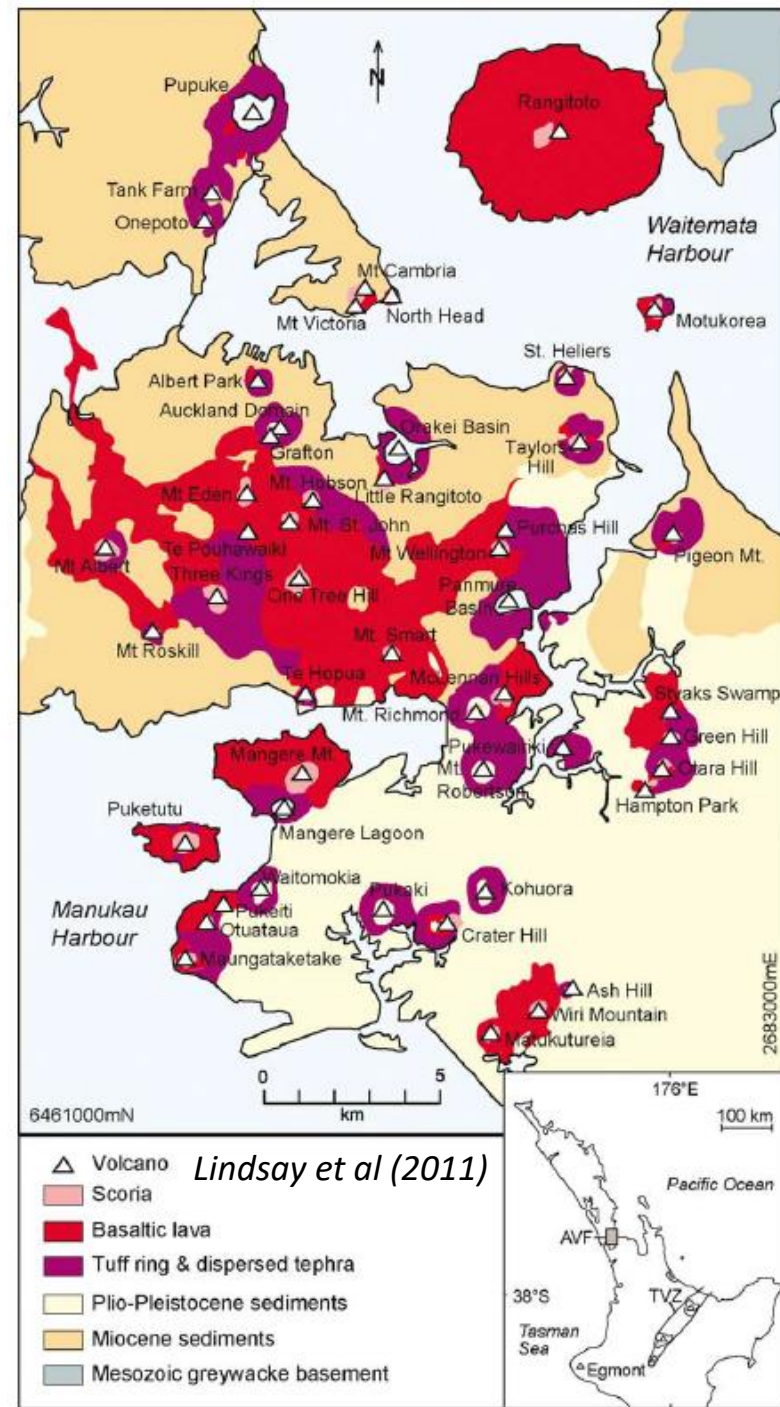 Pupuke
N
Rangitoto
Tank Farm
Onepoto
Waitemata
Harbour
Mt Cambria
North Head
Mt Victoria
Motukorea
St. Heliers
Albert Park
Auckland Domain
Orakei Basin
Grafton
Taylors
Hill
Mt. Hobson
Mt Eden
Little Rangitoto
Mt. St. John
Purchas Hill
Te Pouhawaiki
Mt Wellington
Pigeon Mt.
Mt Albert
Three Kings
One Tree Hill
Panmure
Basin
Mt. Smart
Mt Roskill
McLennan Hills
Te Hopua
Styaks Swamp
Mt. Richmond
Green Hill
Pukewairiki
Mangere Mt.
Mt.
Robertson
Otara Hill
Hampton Park
Puketutu
Mangere Lagoon
Waitomokia
Kohuora
Pukaki
Manukau
Harbour
Pukeiti
Otuataua
Crater Hill
Maungataketake
Ash Hill
Wiri Mountain
Matukutureia
2683000mE
0 5
km
6461000mN
176°E
100 km
Volcano
Lindsay et al (2011)
Scoria
Basaltic lava
Tuff ring & dispersed tephra
Plio-Pleistocene sediments
Miocene sediments
Mesozoic greywacke basement
Pacific Ocean
AVF
38°S
TVZ
Tasman
Sea
Egmont